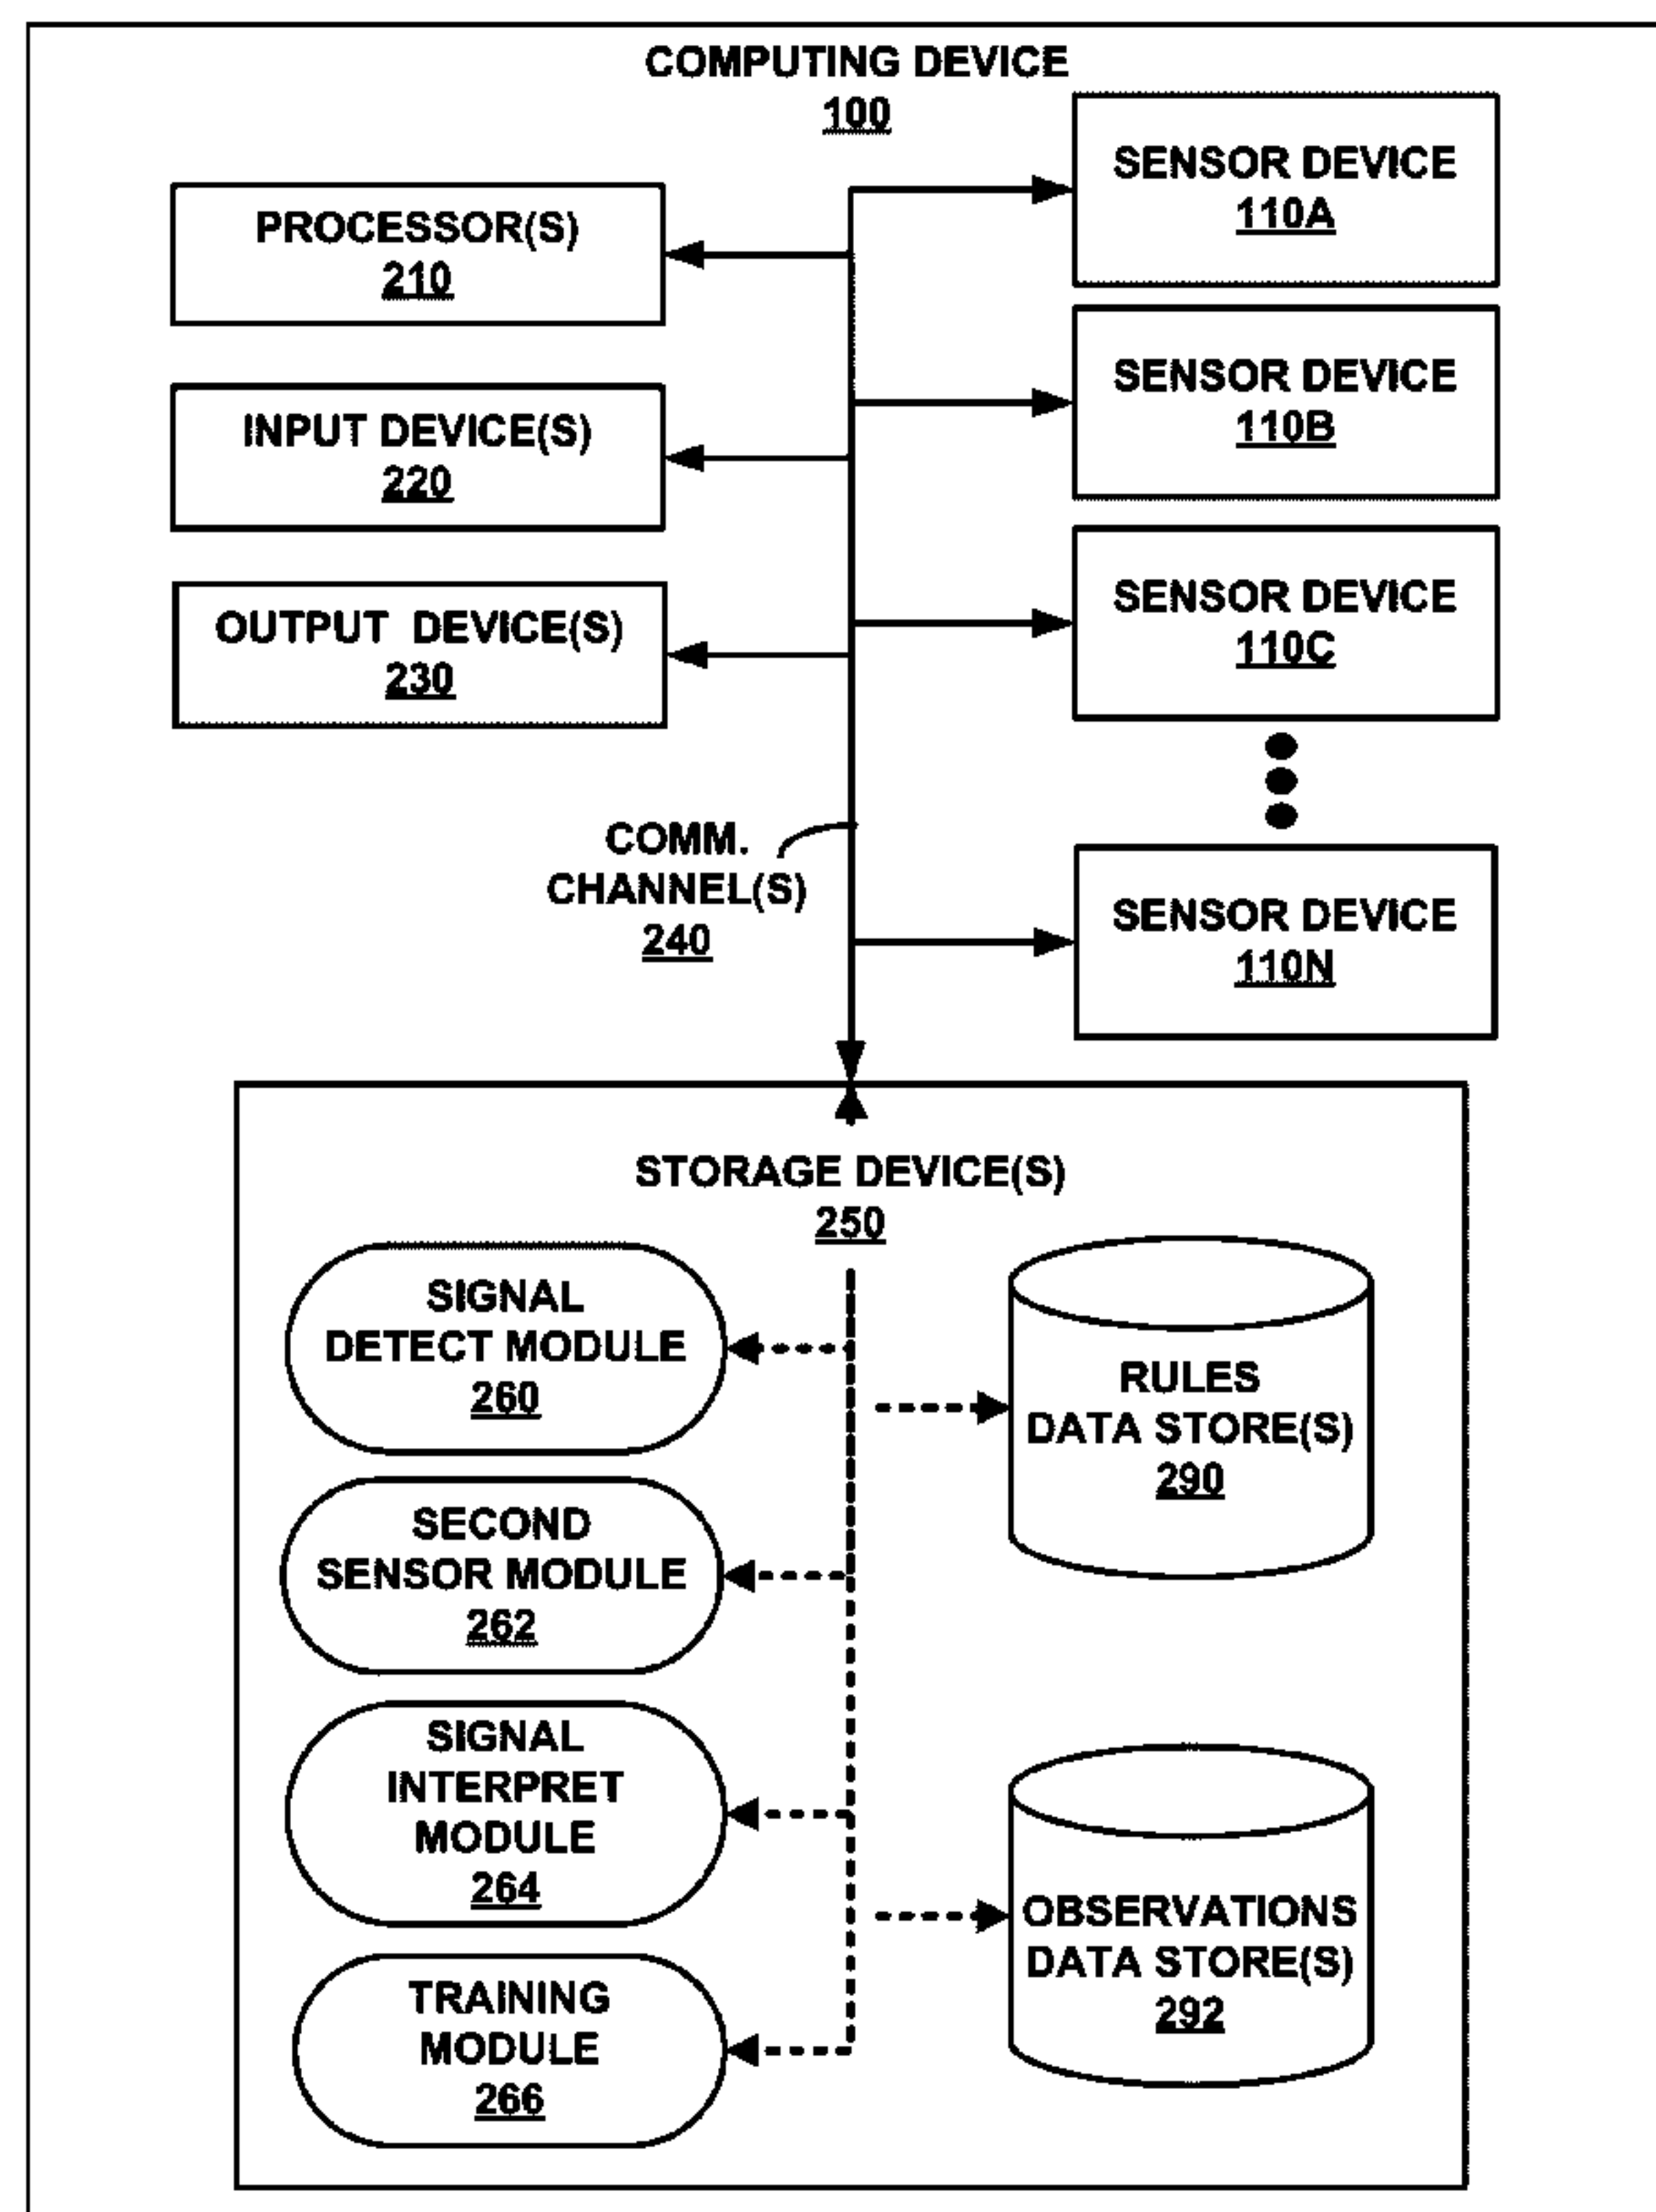 COMPUTING DEVICE
100
PROCESSOR(S)
210
INPUT DEVICE(S)
220
OUTPUT DEVICE(S)
230
SENSOR DEVICE
110A
SENSOR DEVICE
110B
SENSOR DEVICE
110C
SENSOR DEVICE
110N
COMM.
CHANNEL(S)
240
STORAGE DEVICE(S)
250
SIGNAL
DETECT MODULE
260
SECOND
SENSOR MODULE
262
SIGNAL
INTERPRET
MODULE
264
TRAINING
MODULE
266
RULES
DATA STORE(S)
290
OBSERVATIONS
DATA STORE(S)
292